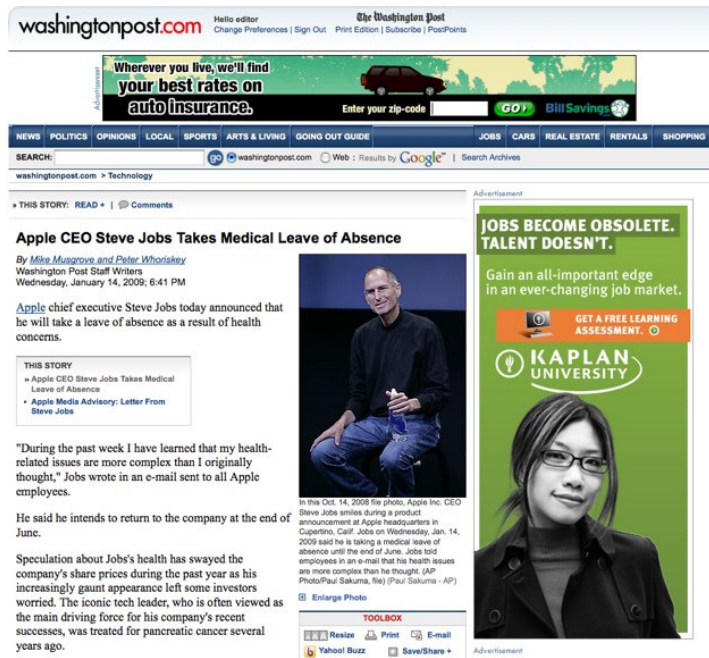 washingtonpost.com
Hello editor
Change Preferences | Sign Out
The Washington Post
Print Edition | Subscribe | PostPoints
Advertisement
Wherever you live, we'll find
your best rates on
auto insurance.
Enter your zip-code
GO
BillSavings
NEWS POLITICS OPINIONS LOCAL SPORTS ARTS & LIVING GOING OUT GUIDE JOBS CARS REAL ESTATE RENTALS SHOPPING
SEARCH: go washingtonpost.com Web : Results by Google™ | Search Archives
washingtonpost.com > Technology
» THIS STORY: READ + | Comments
Apple CEO Steve Jobs Takes Medical Leave of Absence
By Mike Musgrove and Peter Whoriskey
Washington Post Staff Writers
Wednesday, January 14, 2009; 6:41 PM
Apple chief executive Steve Jobs today announced that
he will take a leave of absence as a result of health
concerns.
THIS STORY
» Apple CEO Steve Jobs Takes Medical
Leave of Absence
• Apple Media Advisory: Letter From
Steve Jobs
"During the past week I have learned that my health-
related issues are more complex than I originally
thought," Jobs wrote in an e-mail sent to all Apple
employees.
He said he intends to return to the company at the end of
June.
Speculation about Jobs's health has swayed the
company's share prices during the past year as his
increasingly gaunt appearance left some investors
worried. The iconic tech leader, who is often viewed as
the main driving force for his company's recent
successes, was treated for pancreatic cancer several
years ago.
In this Oct. 14, 2008 file photo, Apple Inc. CEO
Steve Jobs smiles during a product
announcement at Apple headquarters in
Cupertino, Calif. Jobs on Wednesday, Jan. 14,
2009 said he is taking a medical leave of
absence until the end of June. Jobs told
employees in an e-mail that his health issues
are more complex than he thought. (AP
Photo/Paul Sakuma, file) (Paul Sakuma - AP)
Enlarge Photo
TOOLBOX
AAA Resize Print E-mail
Yahoo! Buzz Save/Share +
Advertisement
JOBS BECOME OBSOLETE.
TALENT DOESN'T.
Gain an all-important edge
in an ever-changing job market.
GET A FREE LEARNING
ASSESSMENT.
KAPLAN
UNIVERSITY
Advertisement